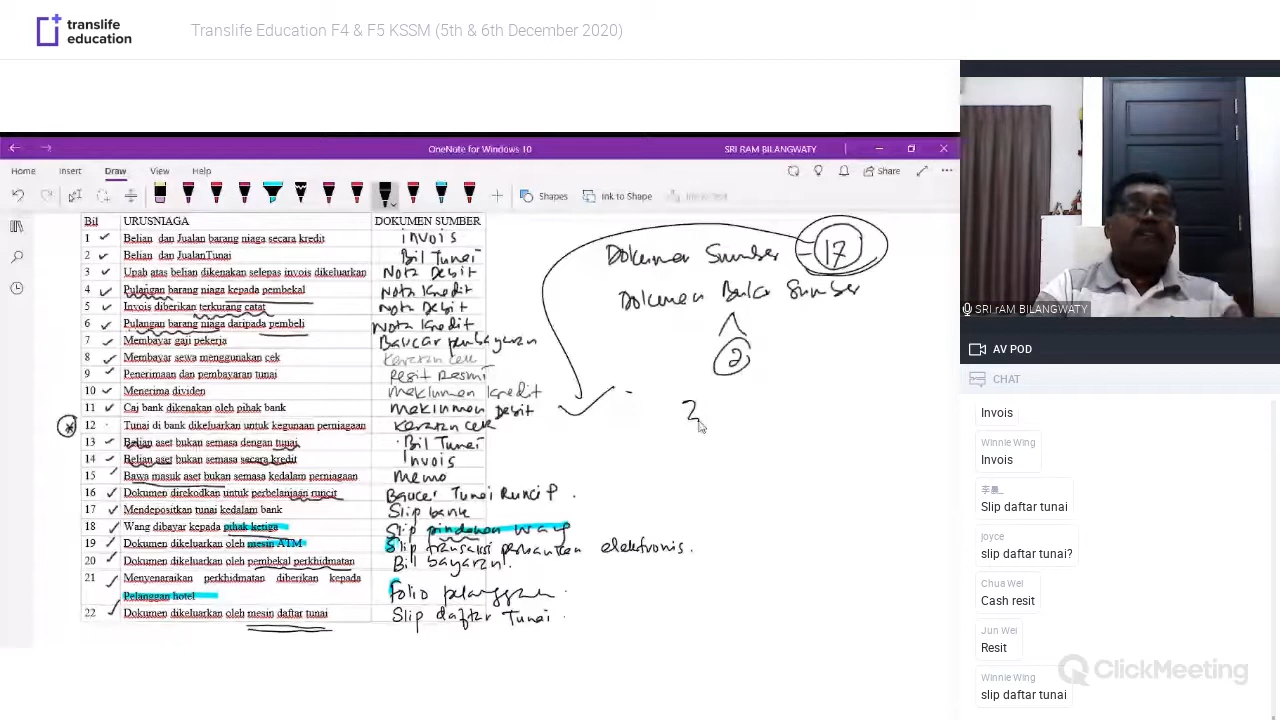 translife
education
Translife Education F4 & F5 KSSM (5th & 6th December 2020)
OneNote for Windows 10
SRI RAM BILANGWATY
Home Insert Draw View Help
Share
Shapes Ink to Shape Ink to Text
Bil URUSNIAGA DOKUMEN SUMBER
1 Belian dan Jualan barang niaga secara kredit invois
2 Belian dan JualanTunai Bil Tunai
3 Upah atas belian dikenakan selepas invois dikeluarkan Nota Debit
4 Pulangan barang niaga kepada pembekal Nota Kredit
5 Invois diberikan terkurang catat Nota Debit
6 Pulangan barang niaga daripada pembeli Nota Kredit
7 Membayar gaji pekerja Baucar pembayaran
8 Membayar sewa menggunakan cek Keratan cek
9 Penerimaan dan pembayaran tunai Resit Rasmi
10 Menerima dividen Makluman Kredit
11 Caj bank dikenakan oleh pihak bank Makluman Debit
12 Tunai di bank dikeluarkan untuk kegunaan perniagaan Keratan cek
13 Belian aset bukan semasa dengan tunai Bil Tunai
14 Belian aset bukan semasa secara kredit Invois
15 Bawa masuk aset bukan semasa kedalam perniagaan Memo
16 Dokumen direkodkan untuk perbelanjaan runcit Baucer Tunai Runcit
17 Mendepositkan tunai kedalam bank Slip bank
18 Wang dibayar kepada pihak ketiga Slip pindahan wang
19 Dokumen dikeluarkan oleh mesin ATM Slip transaksi perbankan elektronis.
20 Dokumen dikeluarkan oleh pembekal perkhidmatan Bil bayaran.
21 Menyenaraikan perkhidmatan diberikan kepada
Pelanggan hotel Folio pelanggan
22 Dokumen dikeluarkan oleh mesin daftar tunai Slip daftar Tunai
Dokumen Sumber 17
Dokumen Bukan Sumber
2
2
SRI rAM BILANGWATY
AV POD
CHAT
Invois
Winnie Wing
Invois
Slip daftar tunai
joyce
slip daftar tunai?
Chua Wei
Cash resit
Jun Wei
Resit
Winnie Wing
slip daftar tunai
ClickMeeting